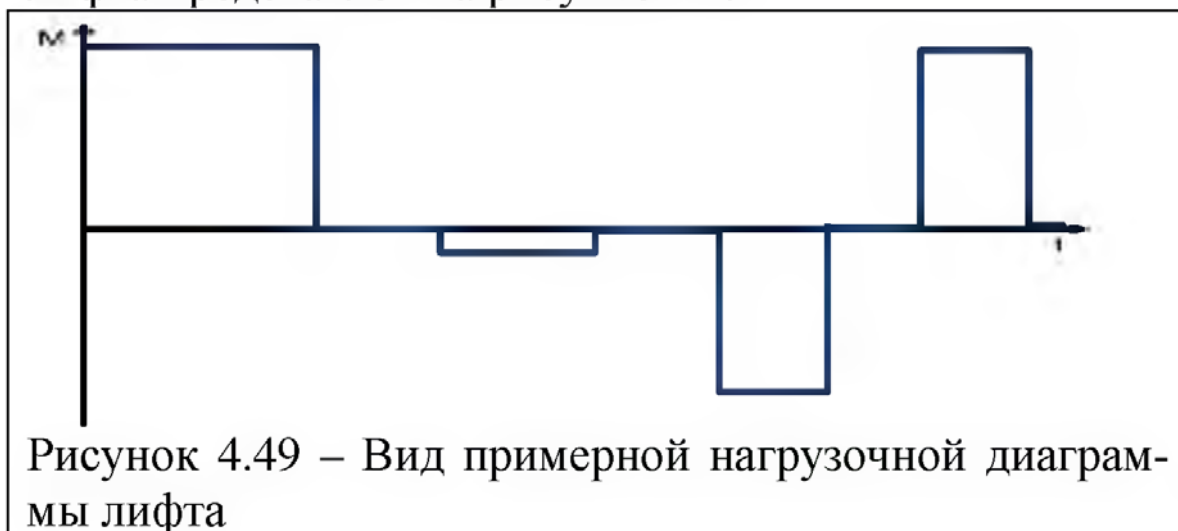 M
t
Рисунок 4.49 – Вид примерной нагрузочной диаграм-
мы лифта